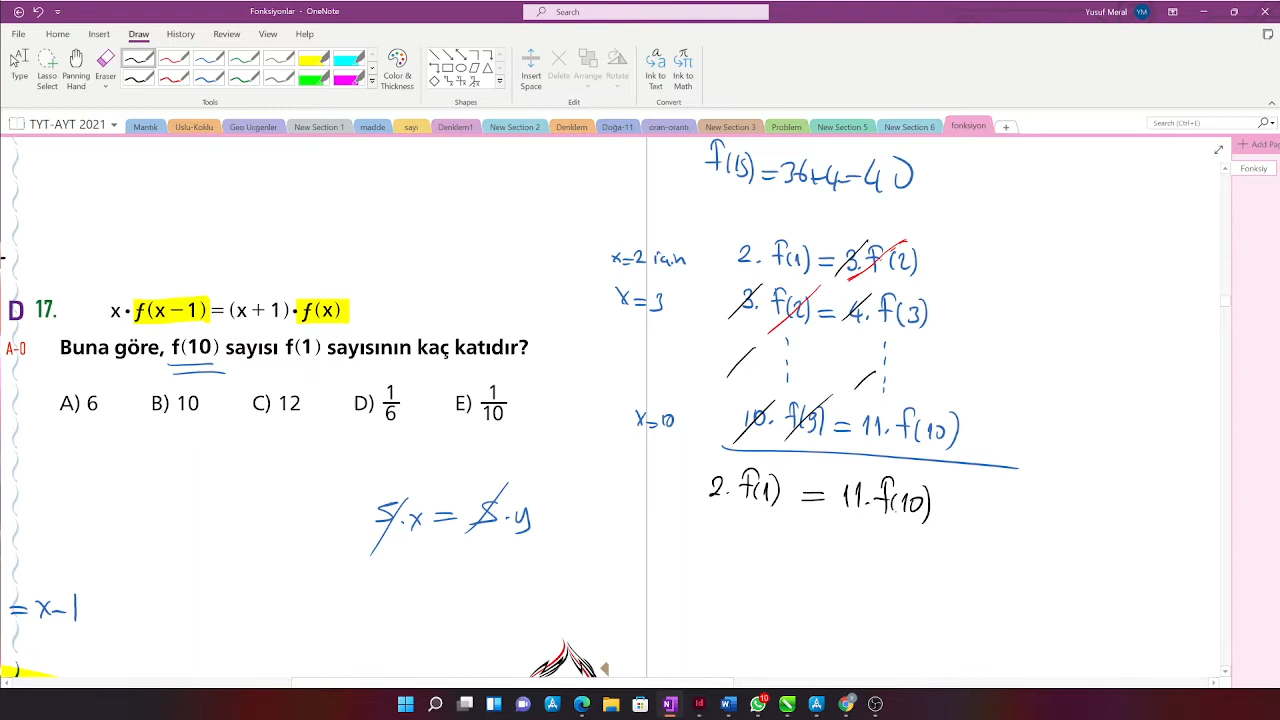 Fonksiyonlar - OneNote
Search
Yusuf Meral
YM
File Home Insert Draw History Review View Help
Type
Lasso Select
Panning Hand
Eraser
Color & Thickness
Insert Space
Delete
Arrange
Rotate
Ink to Text
Ink to Math
Tools
Shapes
Edit
Convert
TYT-AYT 2021
Mantık Uslu-Koklu Geo Ucgenler New Section 1 madde sayı Denklem1 New Section 2 Denklem Doğa-11 oran-orantı New Section 3 Problem New Section 5 New Section 6 fonksiyon
Search (Ctrl+E)
Add Pag
Fonksiy
f(15) = 36+4 = 40
x=2 için 2. f(1) = 3. f(2)
x = 3 3. f(2) = 4. f(3)
x=10 10. f(9) = 11. f(10)
2. f(1) = 11. f(10)
D 17. x • f(x − 1) = (x + 1) • f(x)
A-0 Buna göre, f(10) sayısı f(1) sayısının kaç katıdır?
A) 6 B) 10 C) 12 D) 1/6 E) 1/10
5.x = 5.y
= x-1
10